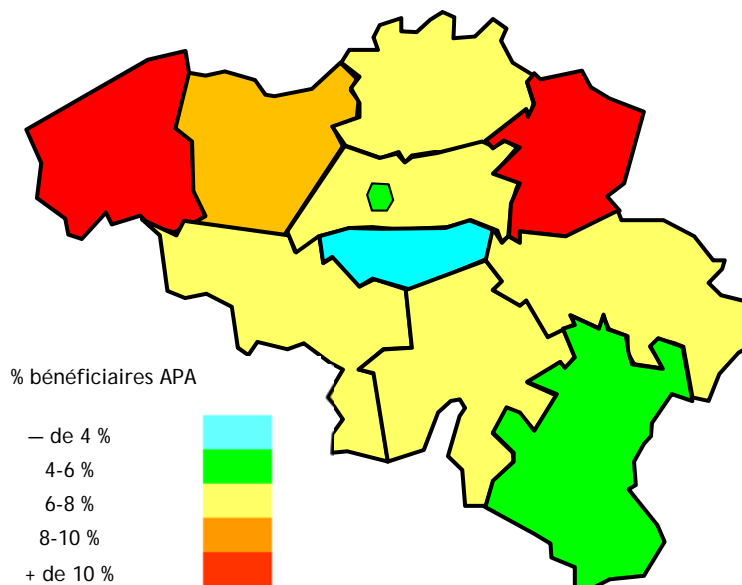 % bénéficiaires APA
— de 4 %
4-6 %
6-8 %
8-10 %
+ de 10 %